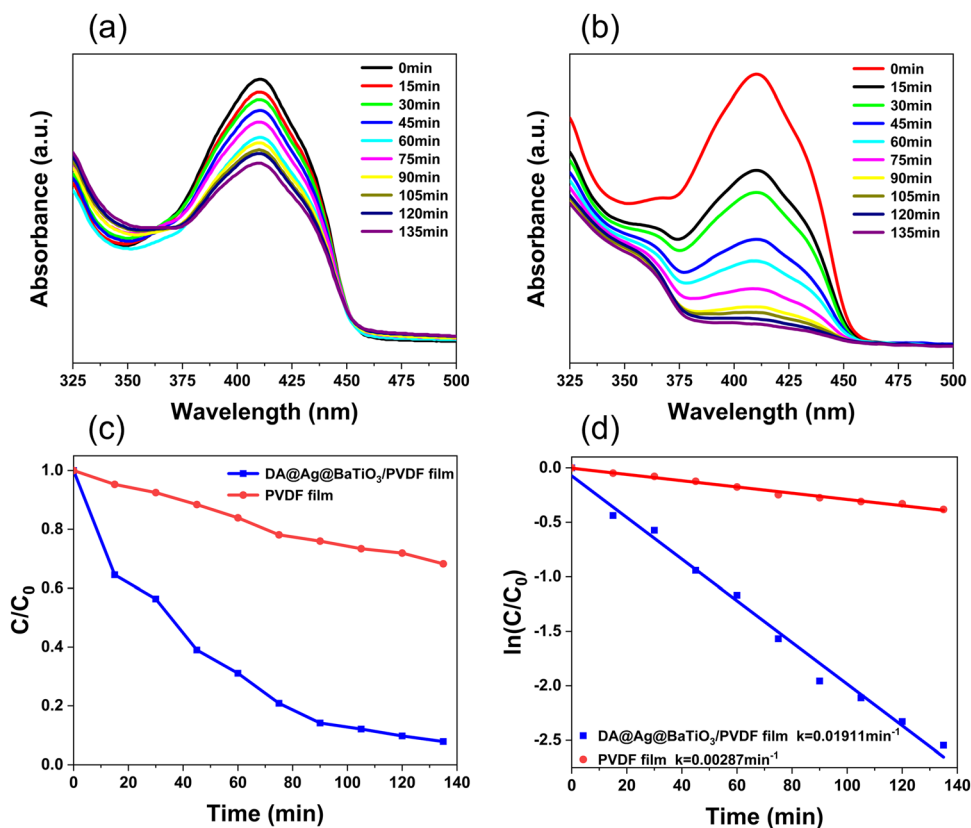 (a)
Absorbance (a.u.)
0min
15min
30min
45min
60min
75min
90min
105min
120min
135min
325 350 375 400 425 450 475 500
Wavelength (nm)
(b)
Absorbance (a.u.)
0min
15min
30min
45min
60min
75min
90min
105min
120min
135min
325 350 375 400 425 450 475 500
Wavelength (nm)
(c)
C/C0
1.0
0.8
0.6
0.4
0.2
0.0
DA@Ag@BaTiO3/PVDF film
PVDF film
0 20 40 60 80 100 120 140
Time (min)
(d)
ln(C/C0)
0.0
-0.5
-1.0
-1.5
-2.0
-2.5
DA@Ag@BaTiO3/PVDF film k=0.01911min-1
PVDF film k=0.00287min-1
0 20 40 60 80 100 120 140
Time (min)